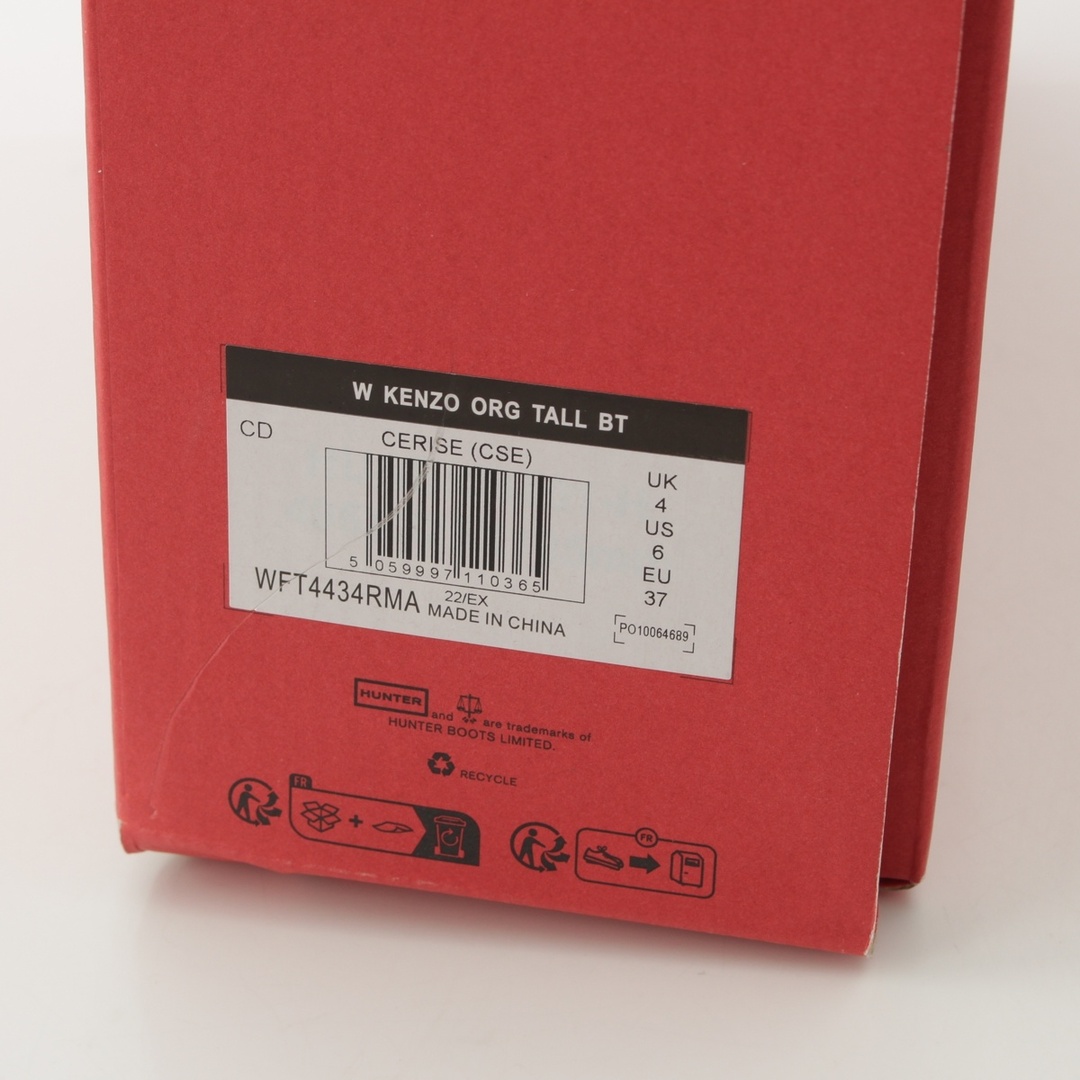 W KENZO ORG TALL BT
CD
CERISE (CSE)
UK
4
US
6
EU
37
5 059997 110365
WFT4434RMA
22/EX
MADE IN CHINA
PO10064689
HUNTER and are trademarks of
HUNTER BOOTS LIMITED.
RECYCLE
FR
+
FR